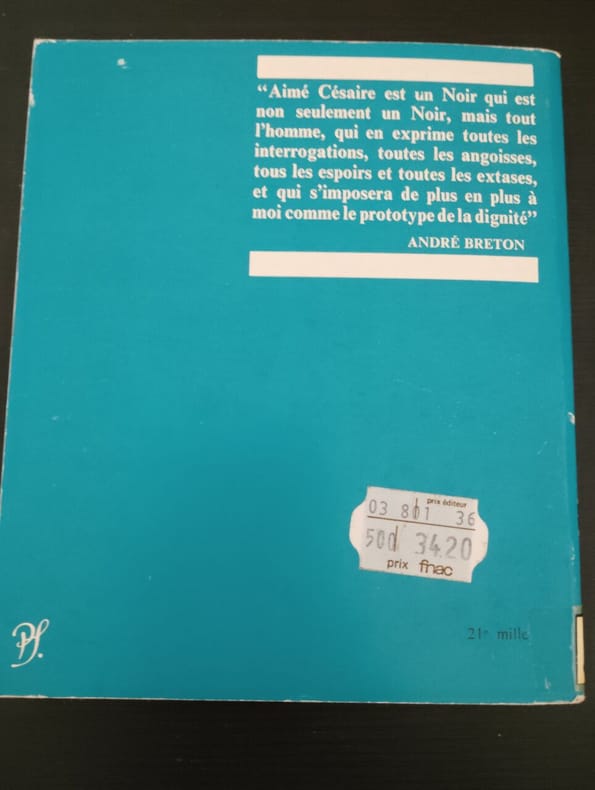 “Aimé Césaire est un Noir qui est
non seulement un Noir, mais tout
l'homme, qui en exprime toutes les
interrogations, toutes les angoisses,
tous les espoirs et toutes les extases,
et qui s'imposera de plus en plus à
moi comme le prototype de la dignité”
ANDRÉ BRETON
prix éditeur
03 801 36
34.20
prix fnac
21e mille